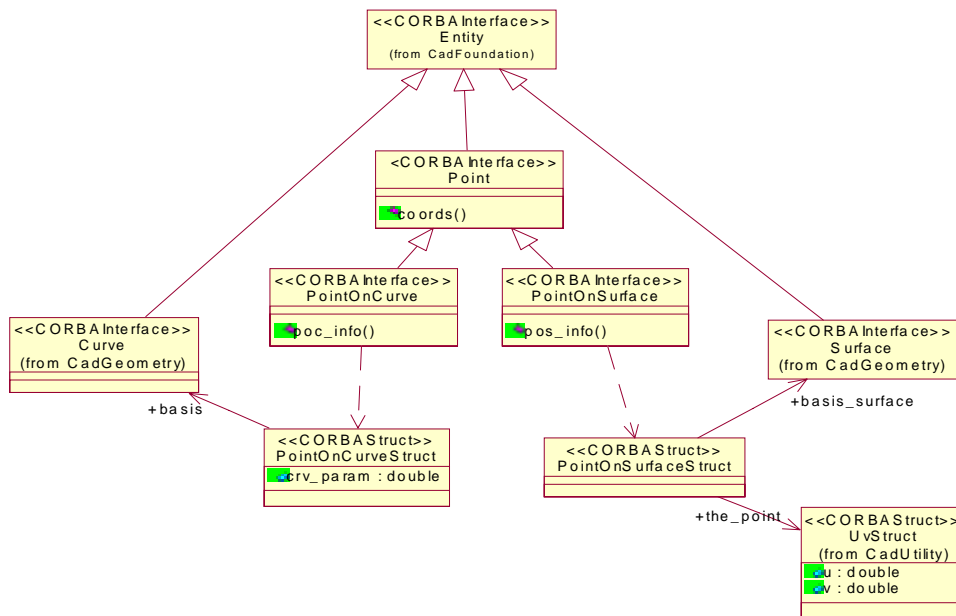 <<CORBAInterface>>
Entity
(from CadFoundation)
<CORBAInterface>>
Point
coords()
<<CORBAInterface>>
PointOnCurve
poc_info()
<<CORBAInterface>>
PointOnSurface
pos_info()
<<CORBAInterface>>
Curve
(from CadGeometry)
<<CORBAInterface>>
Surface
(from CadGeometry)
+basis
+basis_surface
<<CORBAStruct>>
PointOnCurveStruct
crv_param : double
<<CORBAStruct>>
PointOnSurfaceStruct
+the_point
<<CORBAStruct>>
UvStruct
(from CadUtility)
u : double
v : double